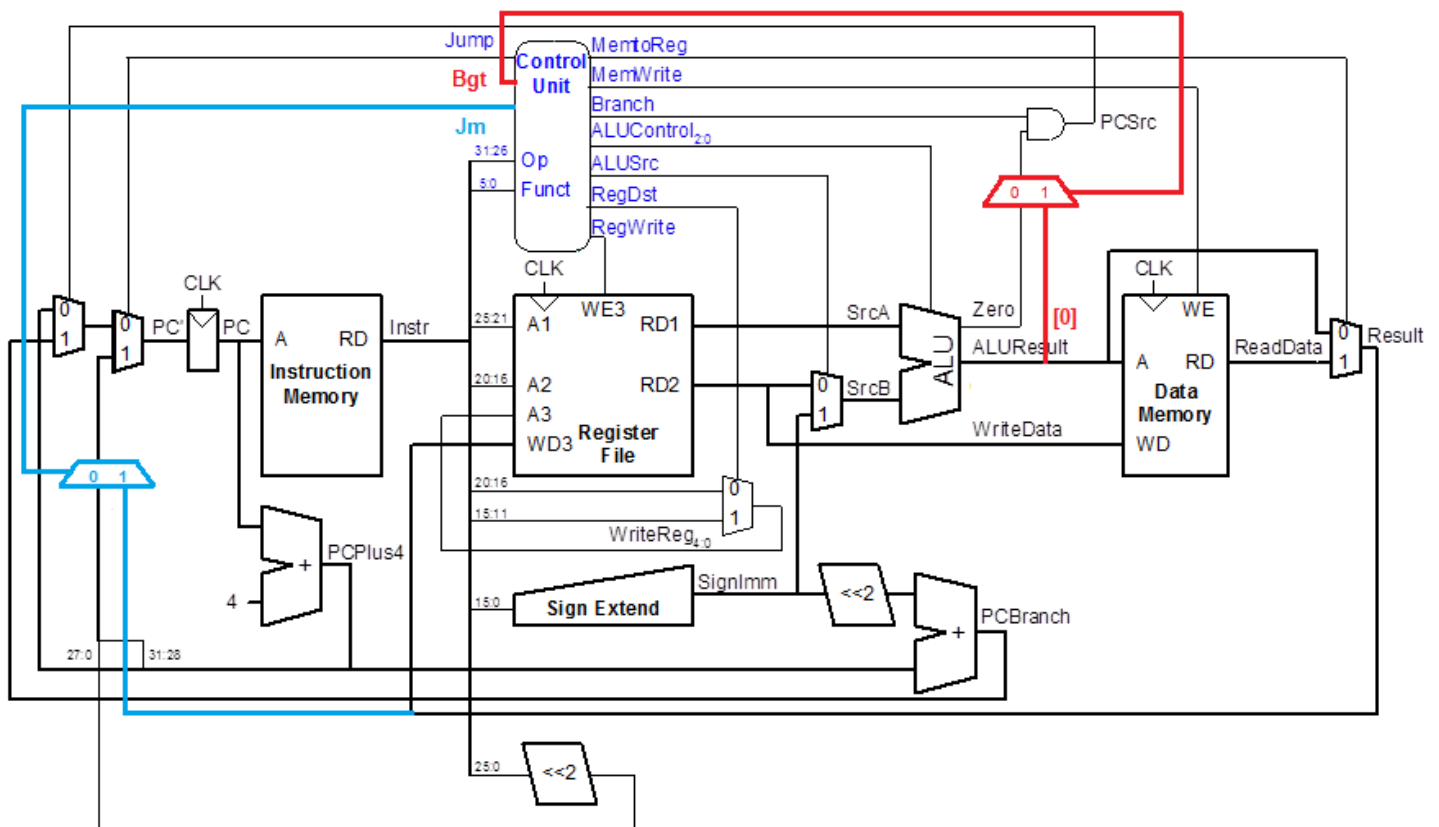 Jump
Control
Unit
MemtoReg
Bgt
MemWrite
Branch
PCSrc
Jm
ALUControl2:0
31:26
Op
ALUSrc
5:0
Funct
RegDst
0 1
RegWrite
CLK
CLK
CLK
0
1
0
1
PC'
PC
A
RD
Instruction
Memory
Instr
25:21
A1
WE3
RD1
SrcA
Zero
[0]
WE
0
1
Result
ALU
ALUResult
A
RD
ReadData
20:16
A2
RD2
0
1
SrcB
Data
Memory
A3
WD3
Register
File
WriteData
WD
0 1
20:16
0
15:11
1
WriteReg4:0
PCPlus4
+
4
SignImm
15:0
Sign Extend
<<2
PCBranch
+
27:0
31:28
25:0
<<2